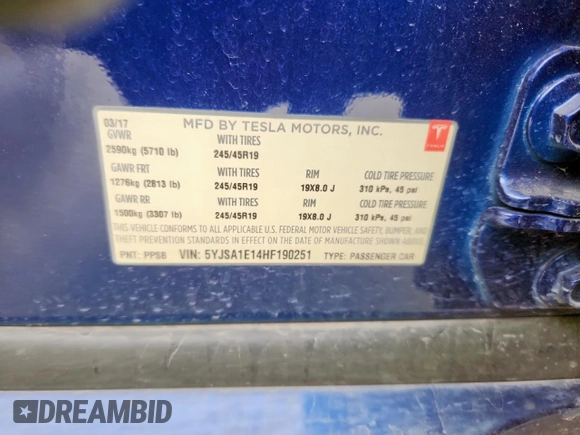 03/17 MFD BY TESLA MOTORS, INC.
GVWR WITH TIRES
2590kg (5710 lb) 245/45R19
GAWR FRT WITH TIRES RIM COLD TIRE PRESSURE
1276kg (2813 lb) 245/45R19 19X8.0 J 310 kPs, 45 psi
GAWR RR WITH TIRES RIM COLD TIRE PRESSURE
1500kg (3307 lb) 245/45R19 19X8.0 J 310 kPs, 45 psi
THIS VEHICLE CONFORMS TO ALL APPLICABLE U.S. FEDERAL MOTOR VEHICLE SAFETY, BUMPER, AND
THEFT PREVENTION STANDARDS IN EFFECT ON THE DATE OF MANUFACTURE SHOWN ABOVE.
PNT: PPSB VIN: 5YJSA1E14HF190251 TYPE: PASSENGER CAR
TESLA
DREAMBID